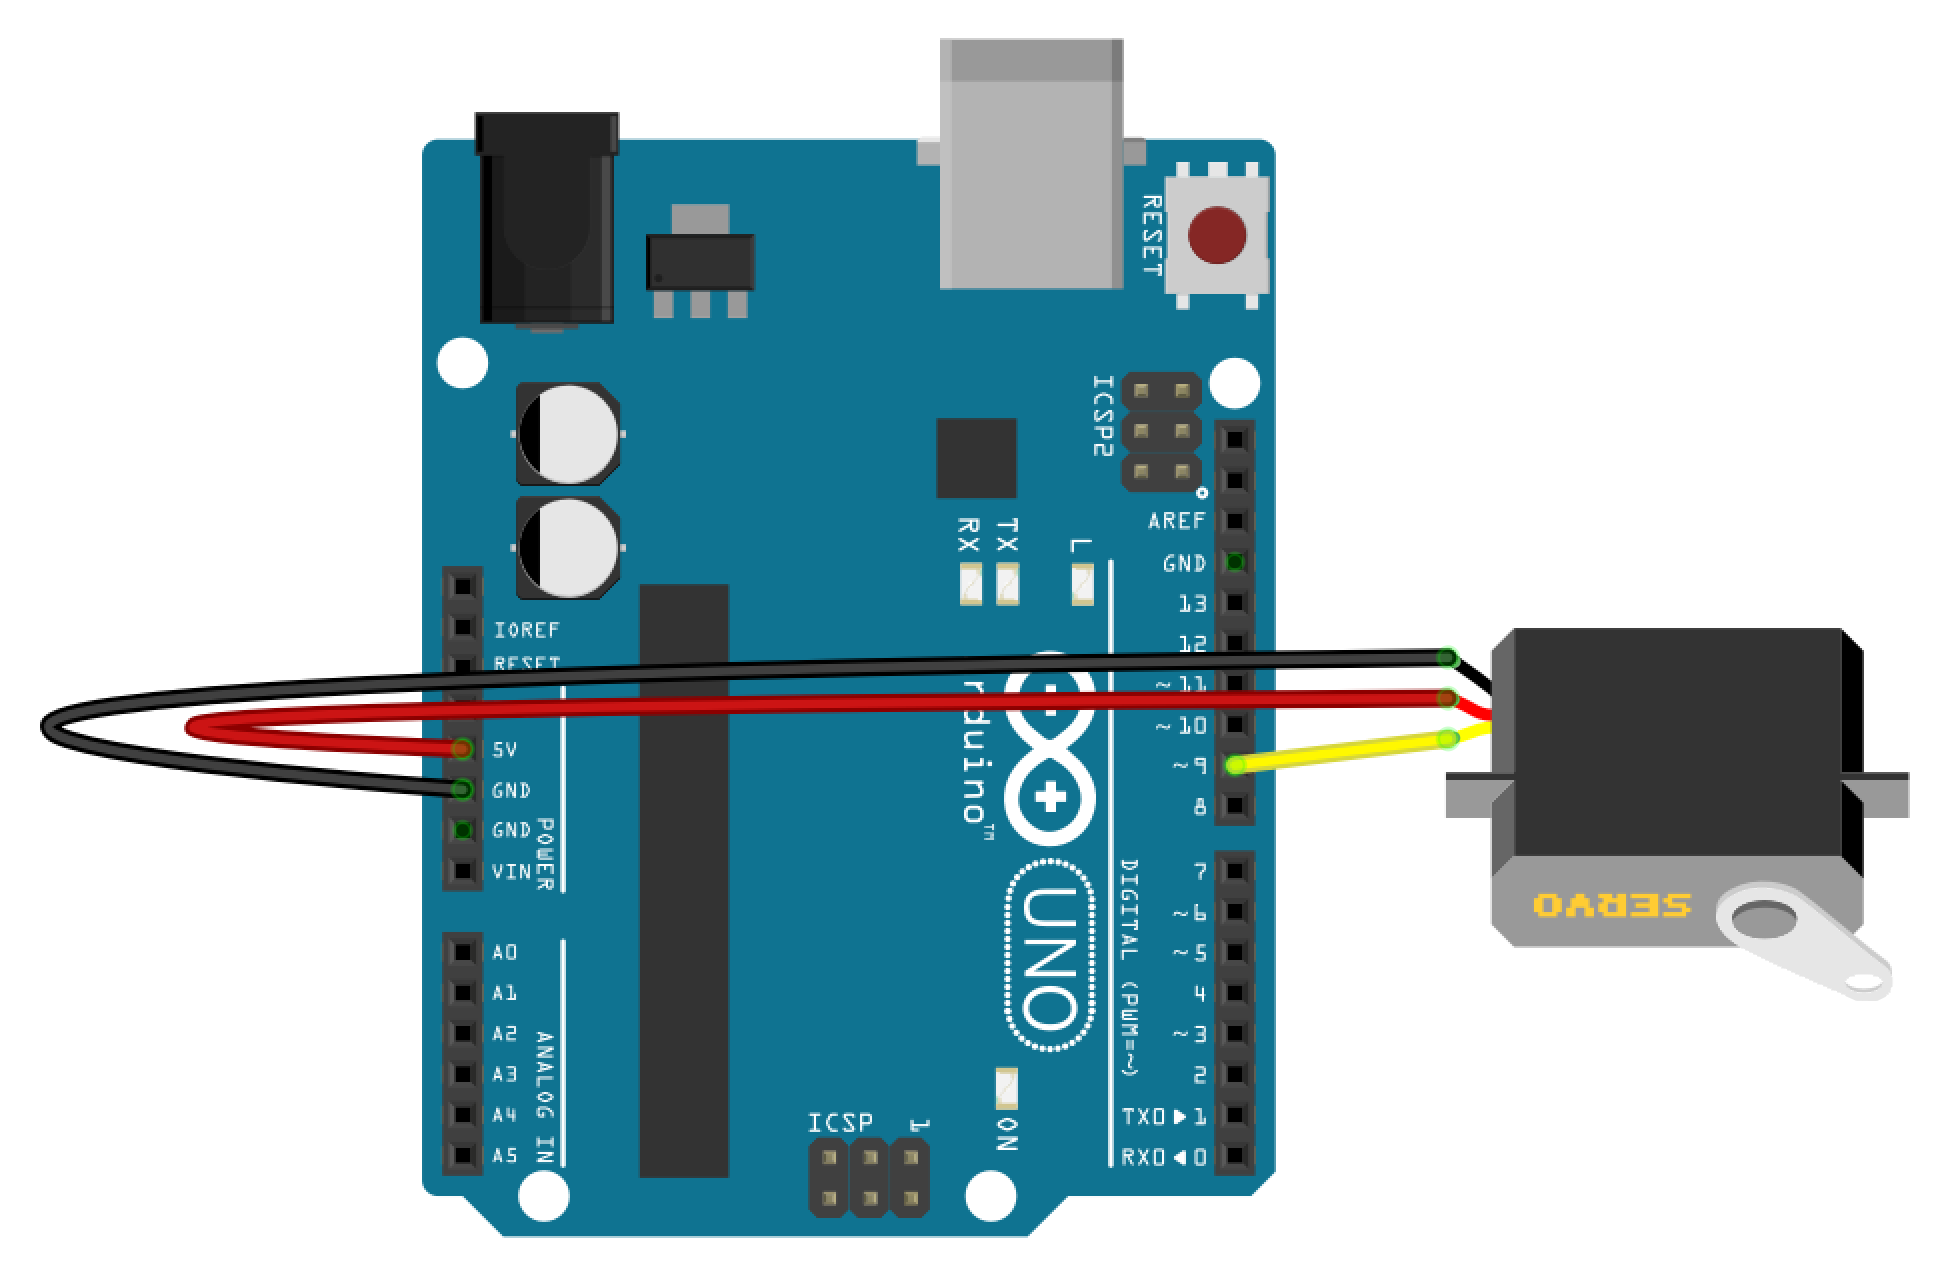 RESET
ICSP2
RX
TX
L
AREF
GND
13
12
~11
~10
~9
8
IOREF
RESET
5V
GND
GND
VIN
POWER
rduino™
UNO
7
~6
~5
4
~3
2
TX0▶1
RX0◀0
DIGITAL (PWM=~)
A0
A1
A2
A3
A4
A5
ANALOG IN
ICSP
1
ON
SERVO